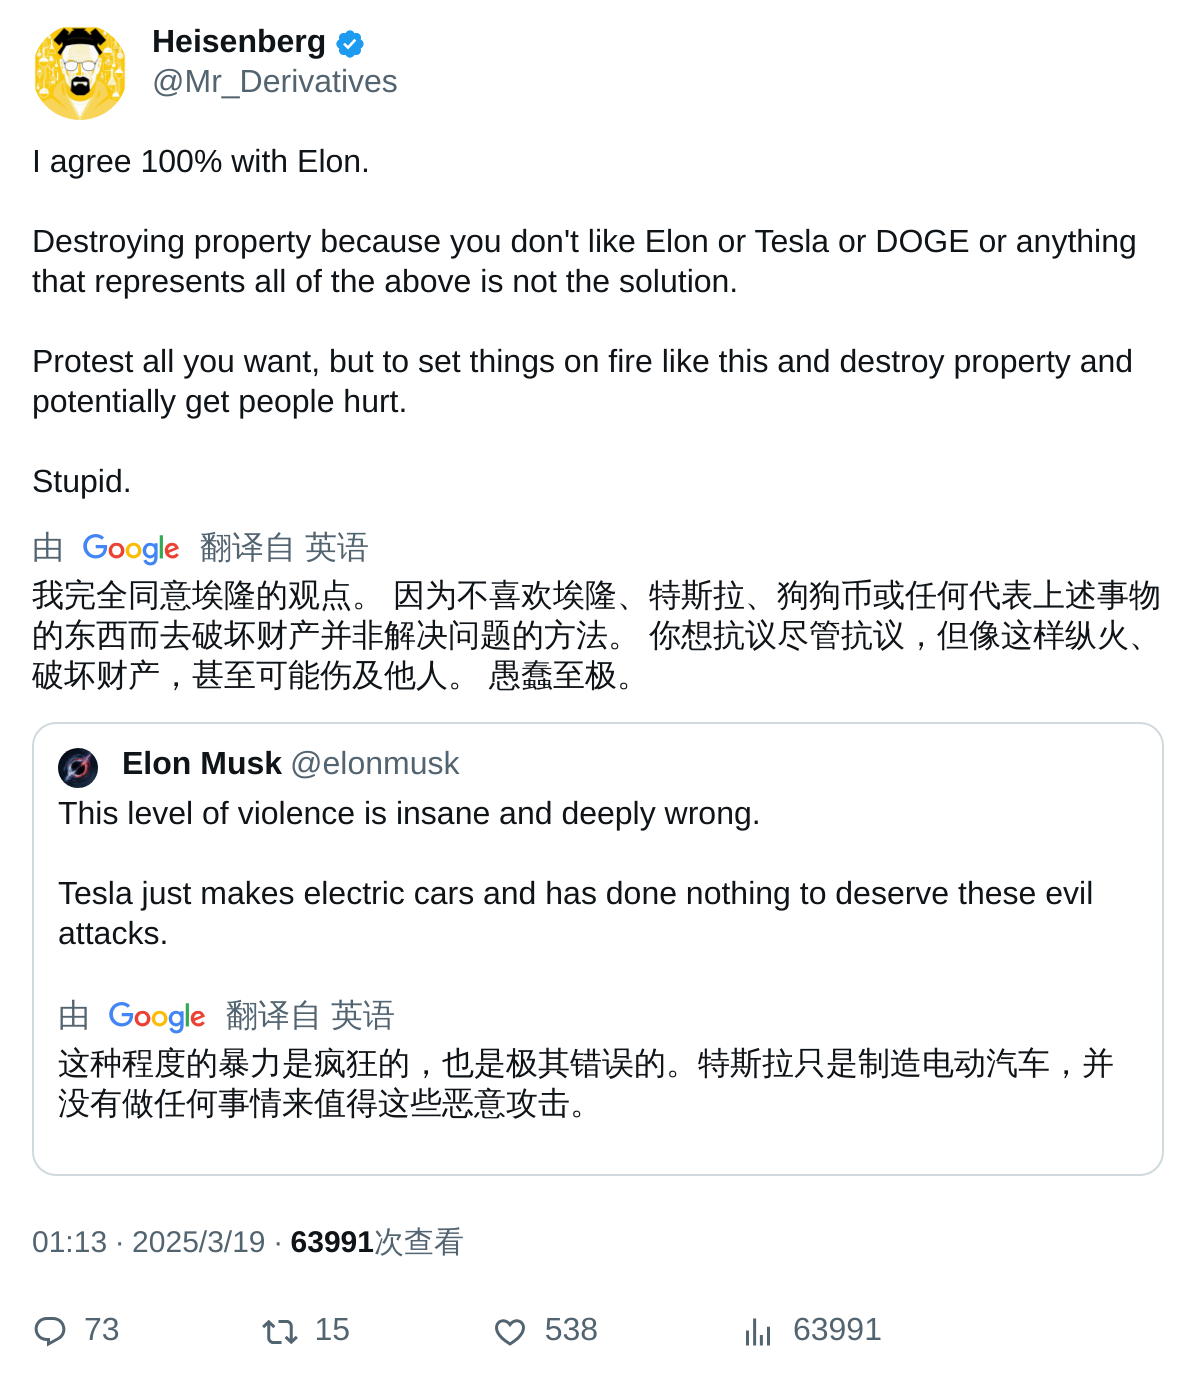 Heisenberg
@Mr_Derivatives
I agree 100% with Elon.
Destroying property because you don't like Elon or Tesla or DOGE or anything
that represents all of the above is not the solution.
Protest all you want, but to set things on fire like this and destroy property and
potentially get people hurt.
Stupid.
由 Google 翻译自 英语
我完全同意埃隆的观点。 因为不喜欢埃隆、特斯拉、狗狗币或任何代表上述事物
的东西而去破坏财产并非解决问题的方法。 你想抗议尽管抗议，但像这样纵火、
破坏财产，甚至可能伤及他人。 愚蠢至极。
Elon Musk @elonmusk
This level of violence is insane and deeply wrong.
Tesla just makes electric cars and has done nothing to deserve these evil
attacks.
由 Google 翻译自 英语
这种程度的暴力是疯狂的，也是极其错误的。特斯拉只是制造电动汽车，并
没有做任何事情来值得这些恶意攻击。
01:13 · 2025/3/19 · 63991次查看
73 15 538 63991